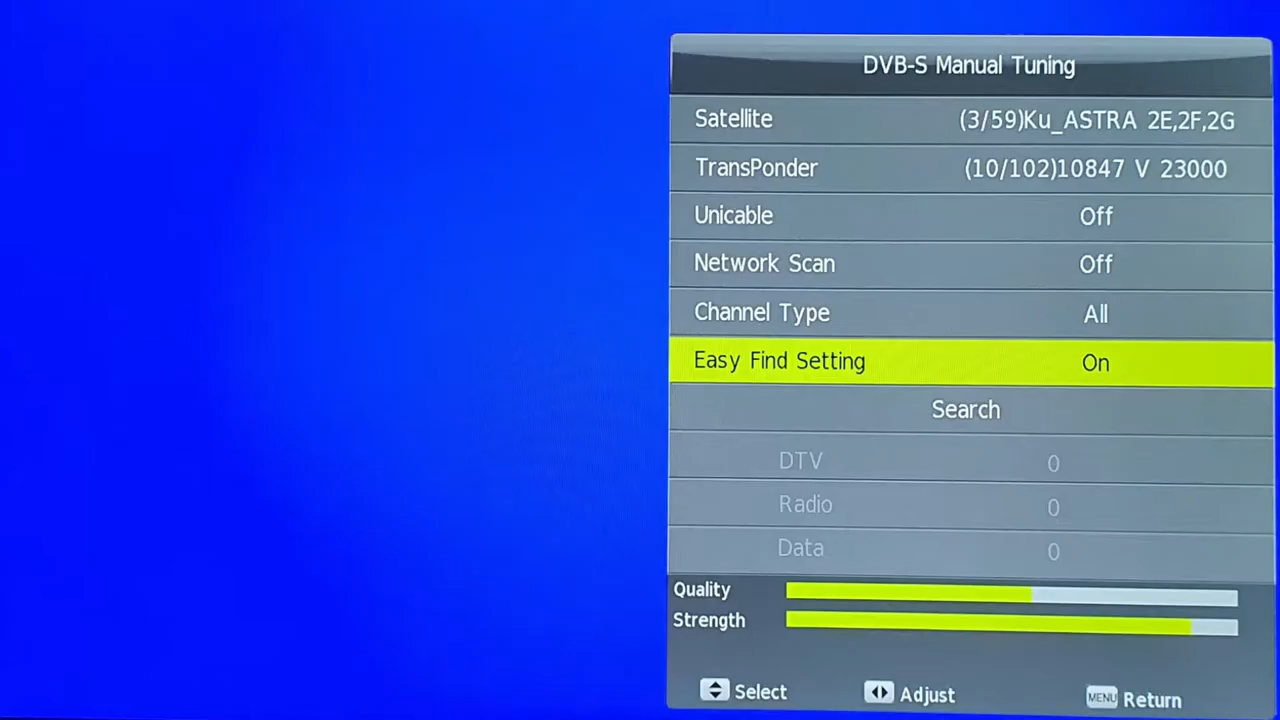 DVB-S Manual Tuning
Satellite (3/59)Ku_ASTRA 2E,2F,2G
TransPonder (10/102)10847 V 23000
Unicable Off
Network Scan Off
Channel Type All
Easy Find Setting On
Search
DTV 0
Radio 0
Data 0
Quality
Strength
Select Adjust MENU Return